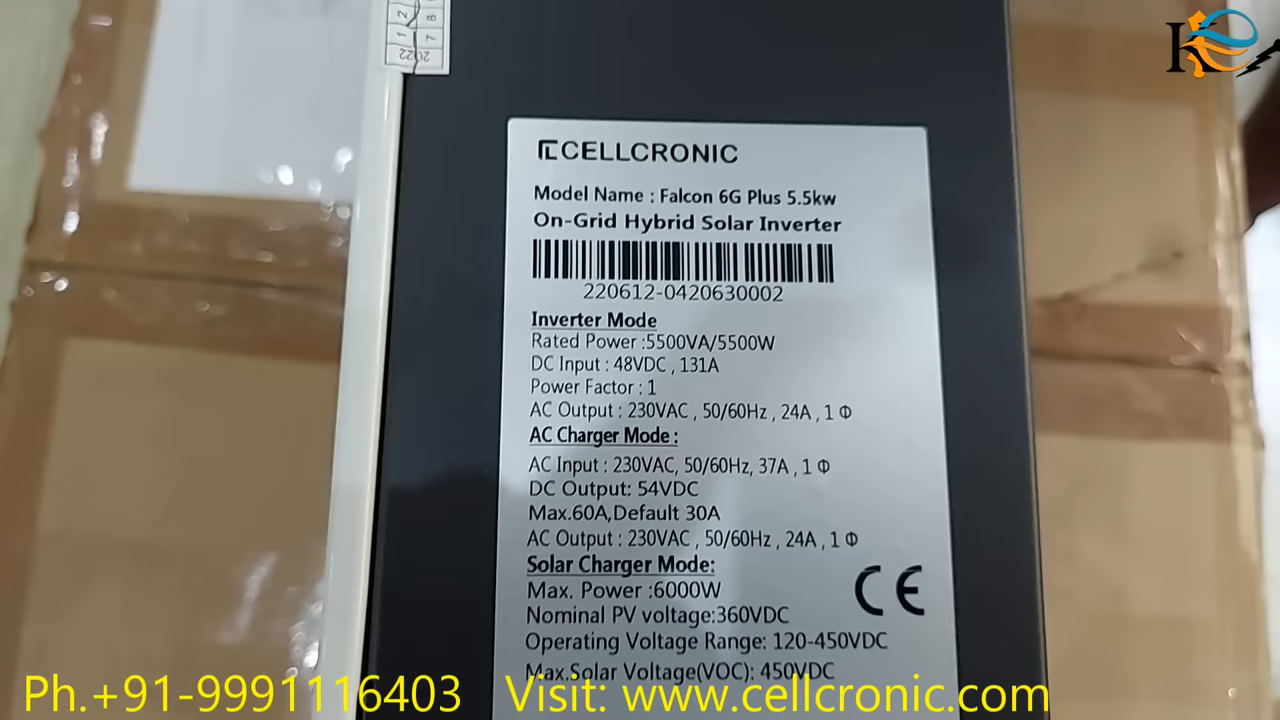 CELLCRONIC
Model Name : Falcon 6G Plus 5.5kw
On-Grid Hybrid Solar Inverter
220612-0420630002
Inverter Mode
Rated Power :5500VA/5500W
DC Input : 48VDC , 131A
Power Factor : 1
AC Output : 230VAC , 50/60Hz , 24A , 1 Φ
AC Charger Mode :
AC Input : 230VAC, 50/60Hz, 37A , 1 Φ
DC Output: 54VDC
Max.60A,Default 30A
AC Output : 230VAC , 50/60Hz , 24A , 1 Φ
Solar Charger Mode:
Max. Power :6000W
Nominal PV voltage:360VDC
Operating Voltage Range: 120-450VDC
Max.Solar Voltage(VOC): 450VDC
CE
1 2
7 8
2022
Ph.+91-9991116403 Visit: www.cellcronic.com